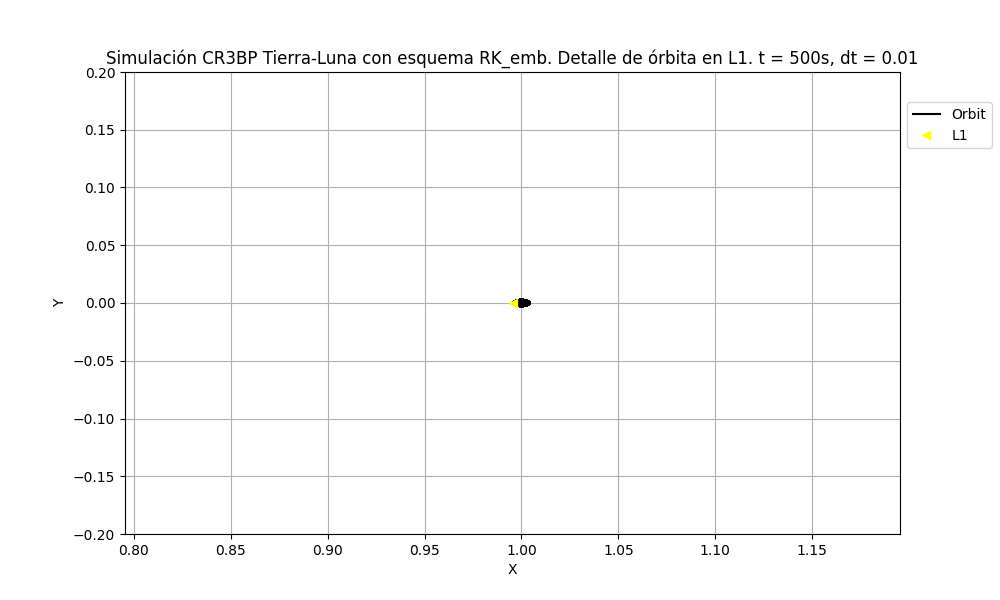 Simulación CR3BP Tierra-Luna con esquema RK_emb. Detalle de órbita en L1. t = 500s, dt = 0.01
0.20
0.15
0.10
0.05
0.00
−0.05
−0.10
−0.15
−0.20
Y
0.80 0.85 0.90 0.95 1.00 1.05 1.10 1.15
X
Orbit
L1